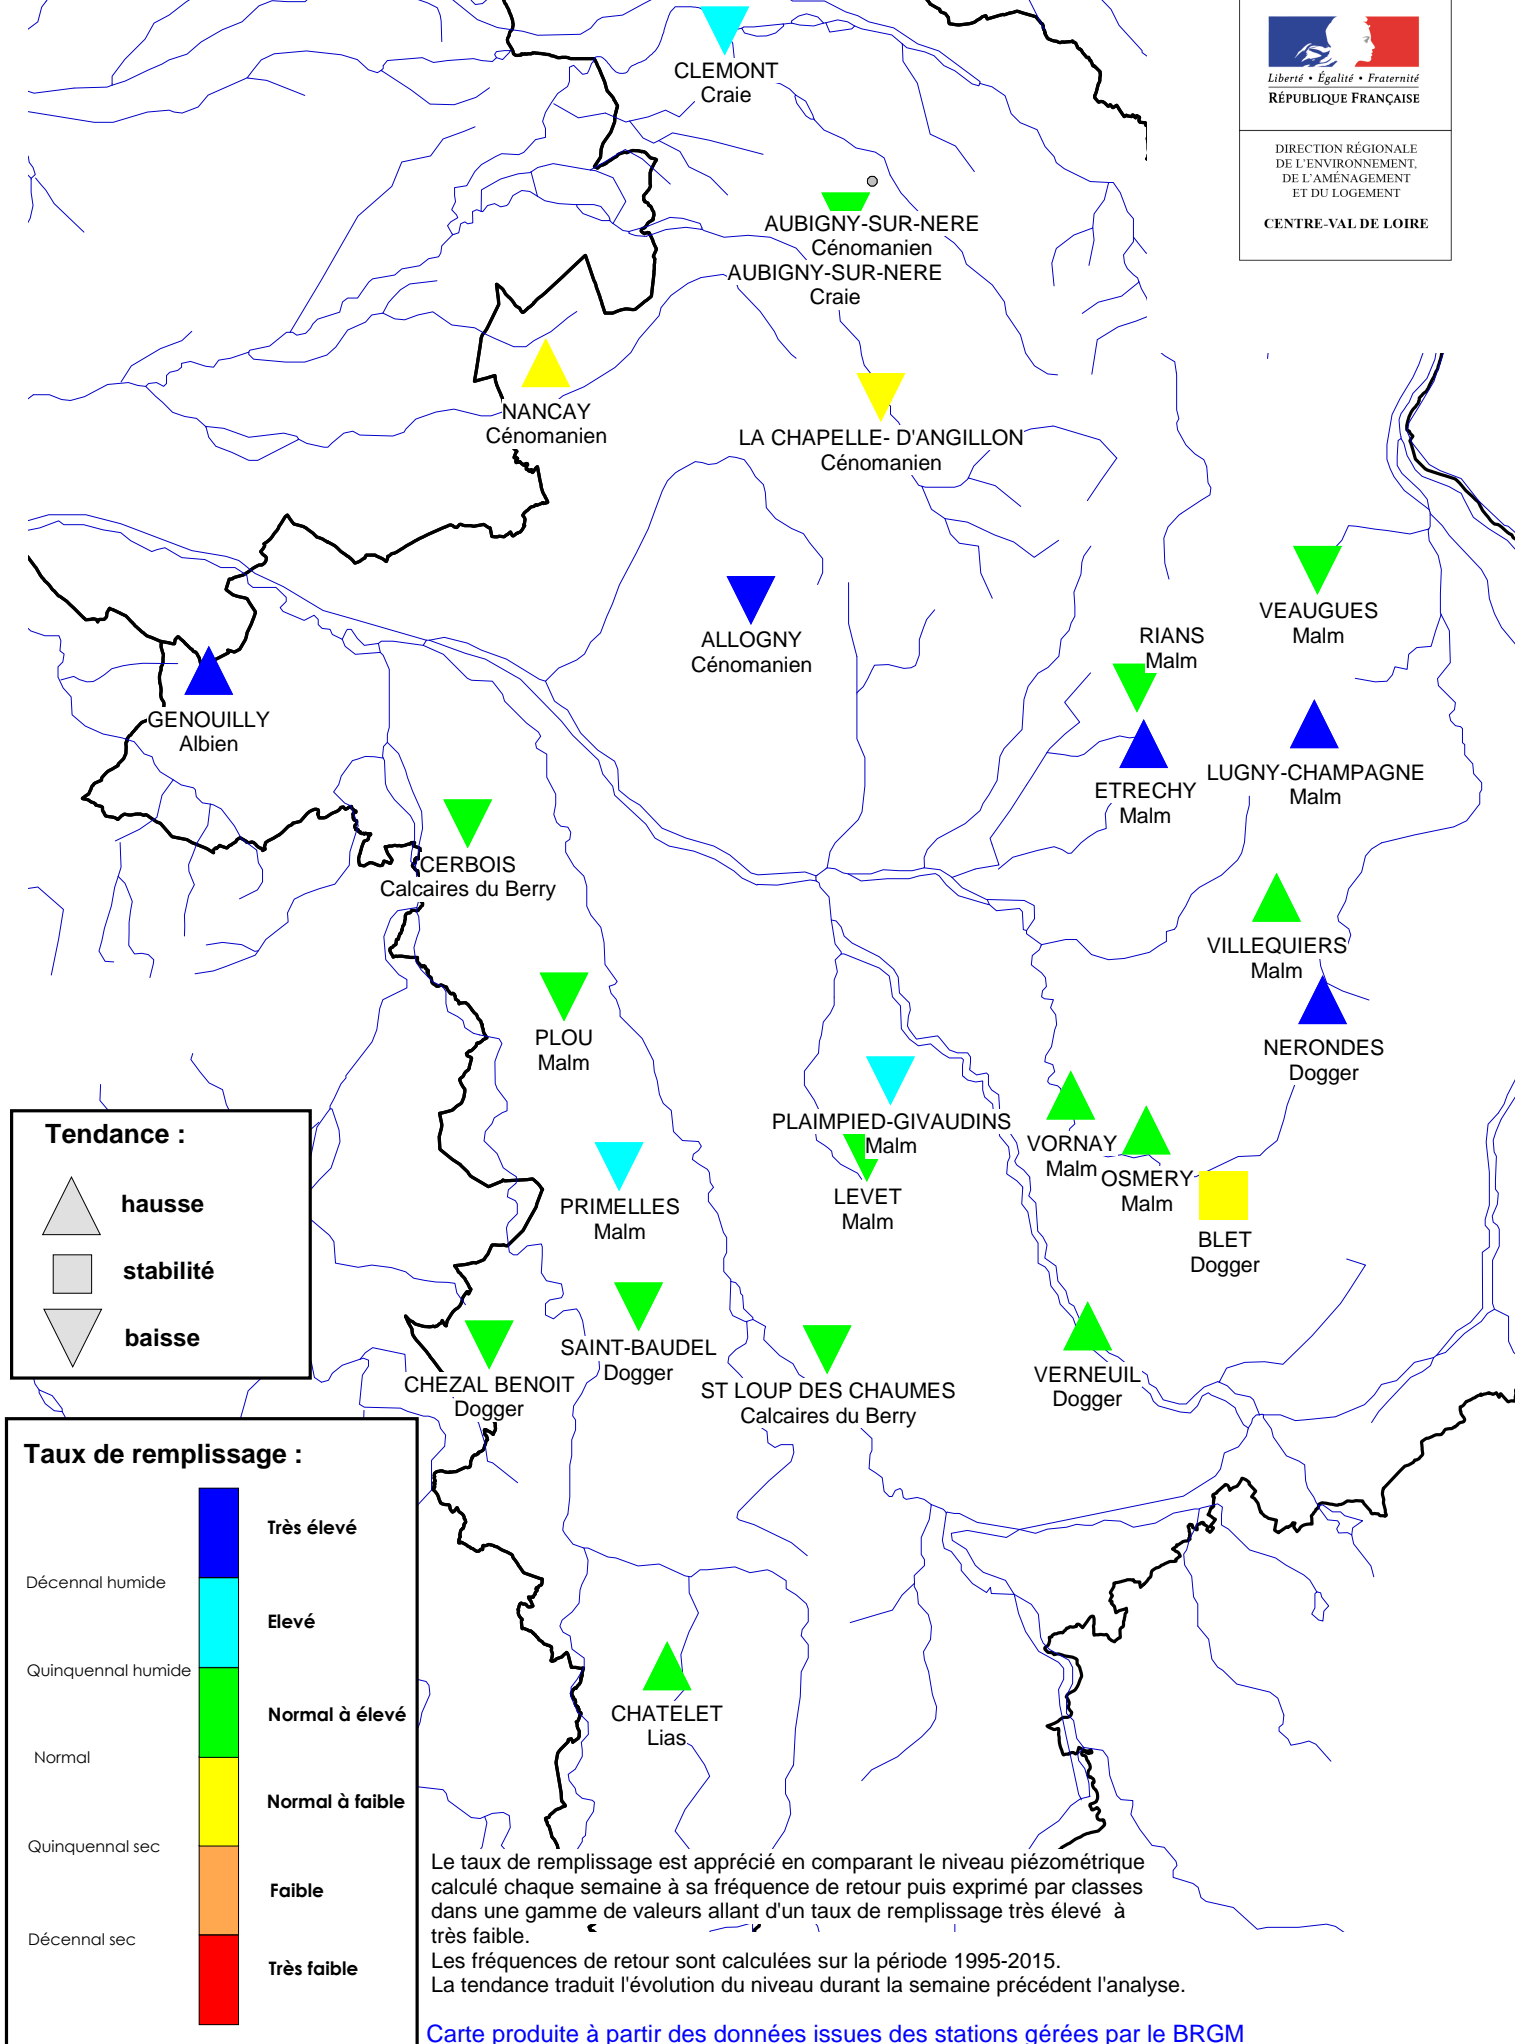 Liberté • Égalité • Fraternité
RÉPUBLIQUE FRANÇAISE
DIRECTION RÉGIONALE
DE L'ENVIRONNEMENT,
DE L'AMÉNAGEMENT
ET DU LOGEMENT
CENTRE-VAL DE LOIRE
CLEMONT
Craie
AUBIGNY-SUR-NERE
Cénomanien
AUBIGNY-SUR-NERE
Craie
NANCAY
Cénomanien
LA CHAPELLE- D'ANGILLON
Cénomanien
VEAUGUES
Malm
RIANS
Malm
ALLOGNY
Cénomanien
GENOUILLY
Albien
LUGNY-CHAMPAGNE
Malm
ETRECHY
Malm
CERBOIS
Calcaires du Berry
VILLEQUIERS
Malm
PLOU
Malm
NERONDES
Dogger
PLAIMPIED-GIVAUDINS
Malm
VORNAY
Malm
OSMERY
Malm
LEVET
Malm
PRIMELLES
Malm
BLET
Dogger
SAINT-BAUDEL
Dogger
CHEZAL BENOIT
Dogger
ST LOUP DES CHAUMES
Calcaires du Berry
VERNEUIL
Dogger
CHATELET
Lias
Tendance :
hausse
stabilité
baisse
Taux de remplissage :
Très élevé
Décennal humide
Elevé
Quinquennal humide
Normal à élevé
Normal
Normal à faible
Quinquennal sec
Faible
Décennal sec
Très faible
Le taux de remplissage est apprécié en comparant le niveau piézométrique
calculé chaque semaine à sa fréquence de retour puis exprimé par classes
dans une gamme de valeurs allant d'un taux de remplissage très élevé à
très faible.
Les fréquences de retour sont calculées sur la période 1995-2015.
La tendance traduit l'évolution du niveau durant la semaine précédent l'analyse.
Carte produite à partir des données issues des stations gérées par le BRGM